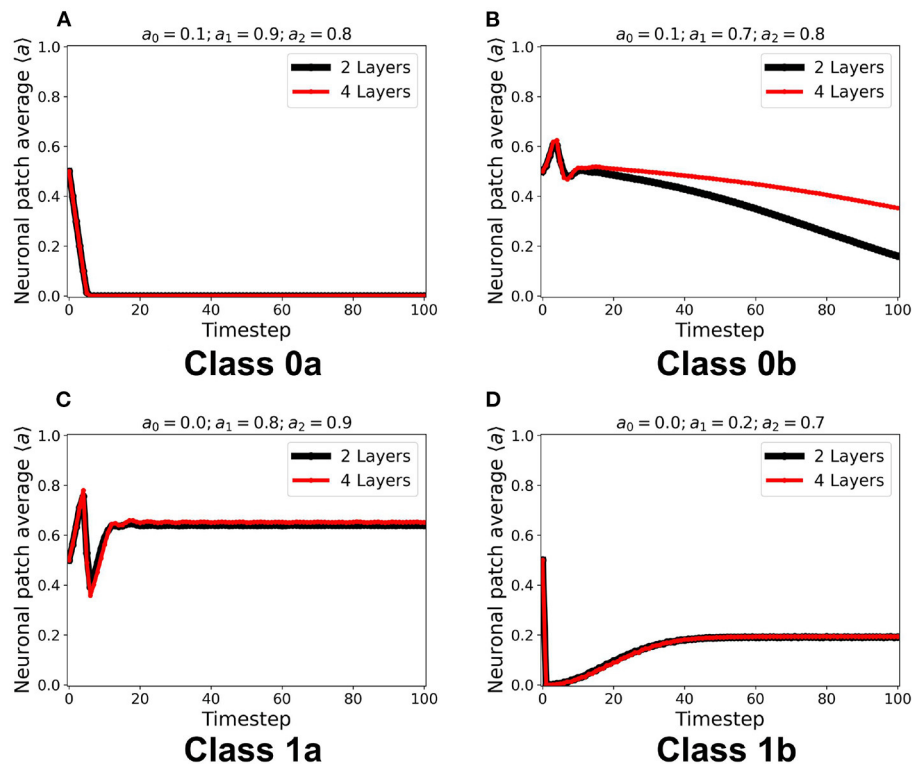 A
a₀ = 0.1; a₁ = 0.9; a₂ = 0.8
Neuronal patch average ⟨a⟩
1.0
0.8
0.6
0.4
0.2
0.0
2 Layers
4 Layers
0 20 40 60 80 100
Timestep
Class 0a
B
a₀ = 0.1; a₁ = 0.7; a₂ = 0.8
Neuronal patch average ⟨a⟩
1.0
0.8
0.6
0.4
0.2
0.0
2 Layers
4 Layers
0 20 40 60 80 100
Timestep
Class 0b
C
a₀ = 0.0; a₁ = 0.8; a₂ = 0.9
Neuronal patch average ⟨a⟩
1.0
0.8
0.6
0.4
0.2
0.0
2 Layers
4 Layers
0 20 40 60 80 100
Timestep
Class 1a
D
a₀ = 0.0; a₁ = 0.2; a₂ = 0.7
Neuronal patch average ⟨a⟩
1.0
0.8
0.6
0.4
0.2
0.0
2 Layers
4 Layers
0 20 40 60 80 100
Timestep
Class 1b